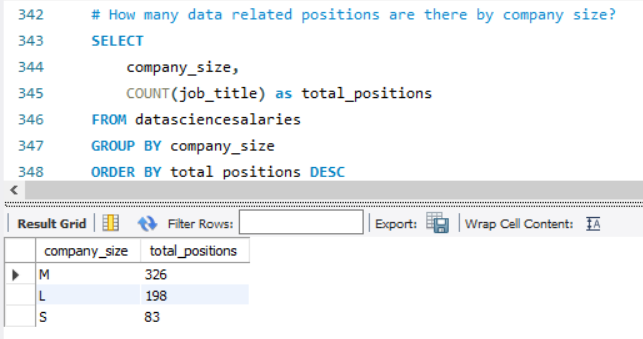 342 # How many data related positions are there by company size?
343 SELECT
344 company_size,
345 COUNT(job_title) as total_positions
346 FROM datasciencesalaries
347 GROUP BY company_size
348 ORDER BY total_positions DESC
Result Grid Filter Rows: Export: Wrap Cell Content: IA
company_size total_positions
M 326
L 198
S 83